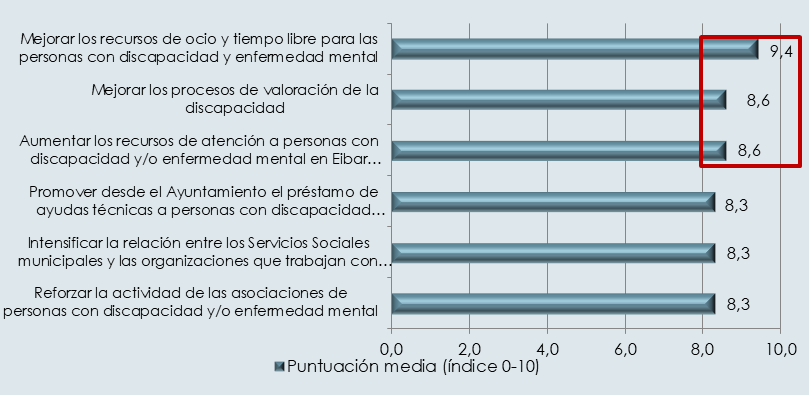 Mejorar los recursos de ocio y tiempo libre para las
personas con discapacidad y enfermedad mental
9,4
Mejorar los procesos de valoración de la
discapacidad
8,6
Aumentar los recursos de atención a personas con
discapacidad y/o enfermedad mental en Eibar…
8,6
Promover desde el Ayuntamiento el préstamo de
ayudas técnicas a personas con discapacidad…
8,3
Intensificar la relación entre los Servicios Sociales
municipales y las organizaciones que trabajan con…
8,3
Reforzar la actividad de las asociaciones de
personas con discapacidad y/o enfermedad mental
8,3
0,0 2,0 4,0 6,0 8,0 10,0
Puntuación media (índice 0-10)